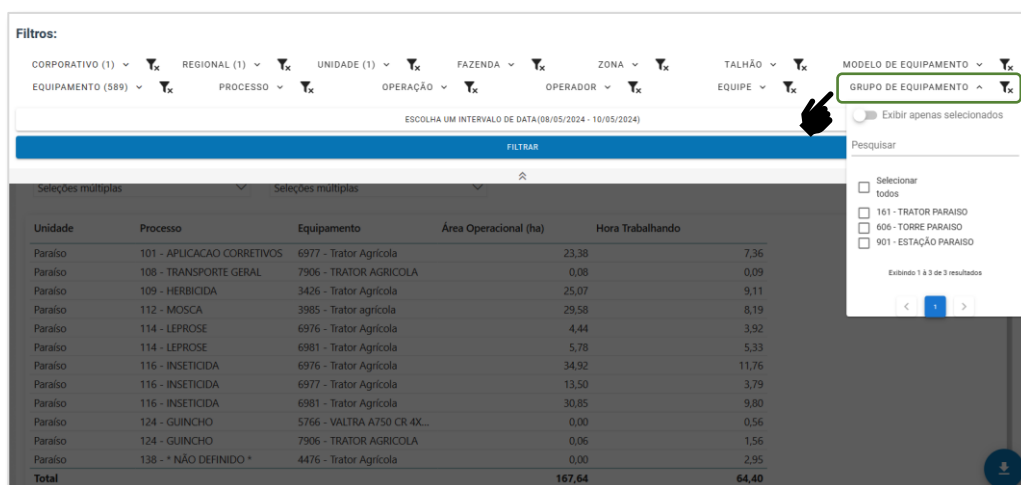 Filtros:
CORPORATIVO (1) REGIONAL (1) UNIDADE (1) FAZENDA ZONA TALHÃO MODELO DE EQUIPAMENTO
EQUIPAMENTO (589) PROCESSO OPERAÇÃO OPERADOR EQUIPE GRUPO DE EQUIPAMENTO
ESCOLHA UM INTERVALO DE DATA(08/05/2024 - 10/05/2024)
FILTRAR
Exibir apenas selecionados
Pesquisar
Selecionar
todos
161 - TRATOR PARAISO
606 - TORRE PARAISO
901 - ESTAÇÃO PARAISO
Exibindo 1 à 3 de 3 resultados
1
Seleções múltiplas Seleções múltiplas
Unidade Processo Equipamento Área Operacional (ha) Hora Trabalhando
Paraíso 101 - APLICACAO CORRETIVOS 6977 - Trator Agrícola 23,38 7,36
Paraíso 108 - TRANSPORTE GERAL 7906 - TRATOR AGRICOLA 0,08 0,09
Paraíso 109 - HERBICIDA 3426 - Trator Agrícola 25,07 9,11
Paraíso 112 - MOSCA 3985 - Trator agrícola 29,58 8,19
Paraíso 114 - LEPROSE 6976 - Trator Agrícola 4,44 3,92
Paraíso 114 - LEPROSE 6981 - Trator Agrícola 5,78 5,33
Paraíso 116 - INSETICIDA 6976 - Trator Agrícola 34,92 11,76
Paraíso 116 - INSETICIDA 6977 - Trator Agrícola 13,50 3,79
Paraíso 116 - INSETICIDA 6981 - Trator Agrícola 30,85 9,80
Paraíso 124 - GUINCHO 5766 - VALTRA A750 CR 4X... 0,00 0,56
Paraíso 124 - GUINCHO 7906 - TRATOR AGRICOLA 0,06 1,56
Paraíso 138 - * NÃO DEFINIDO * 4476 - Trator Agrícola 0,00 2,95
Total 167,64 64,40